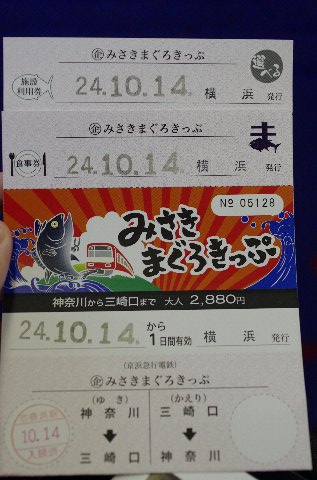 ㊭みさきまぐろきっぷ
施設
利用券
選べる
24.10.14. 横浜 発行
㊭みさきまぐろきっぷ
食事券
ま
24.10.14. 横浜 発行
No 05128
みさき
まぐろきっぷ
神奈川から三崎口まで 大人 2,880円
24.10.14. から
1日間有効 横浜 発行
(京浜急行電鉄)
㊭みさきまぐろきっぷ
(ゆき) (かえり)
神奈川 三崎口
三崎口 神奈川
10.14